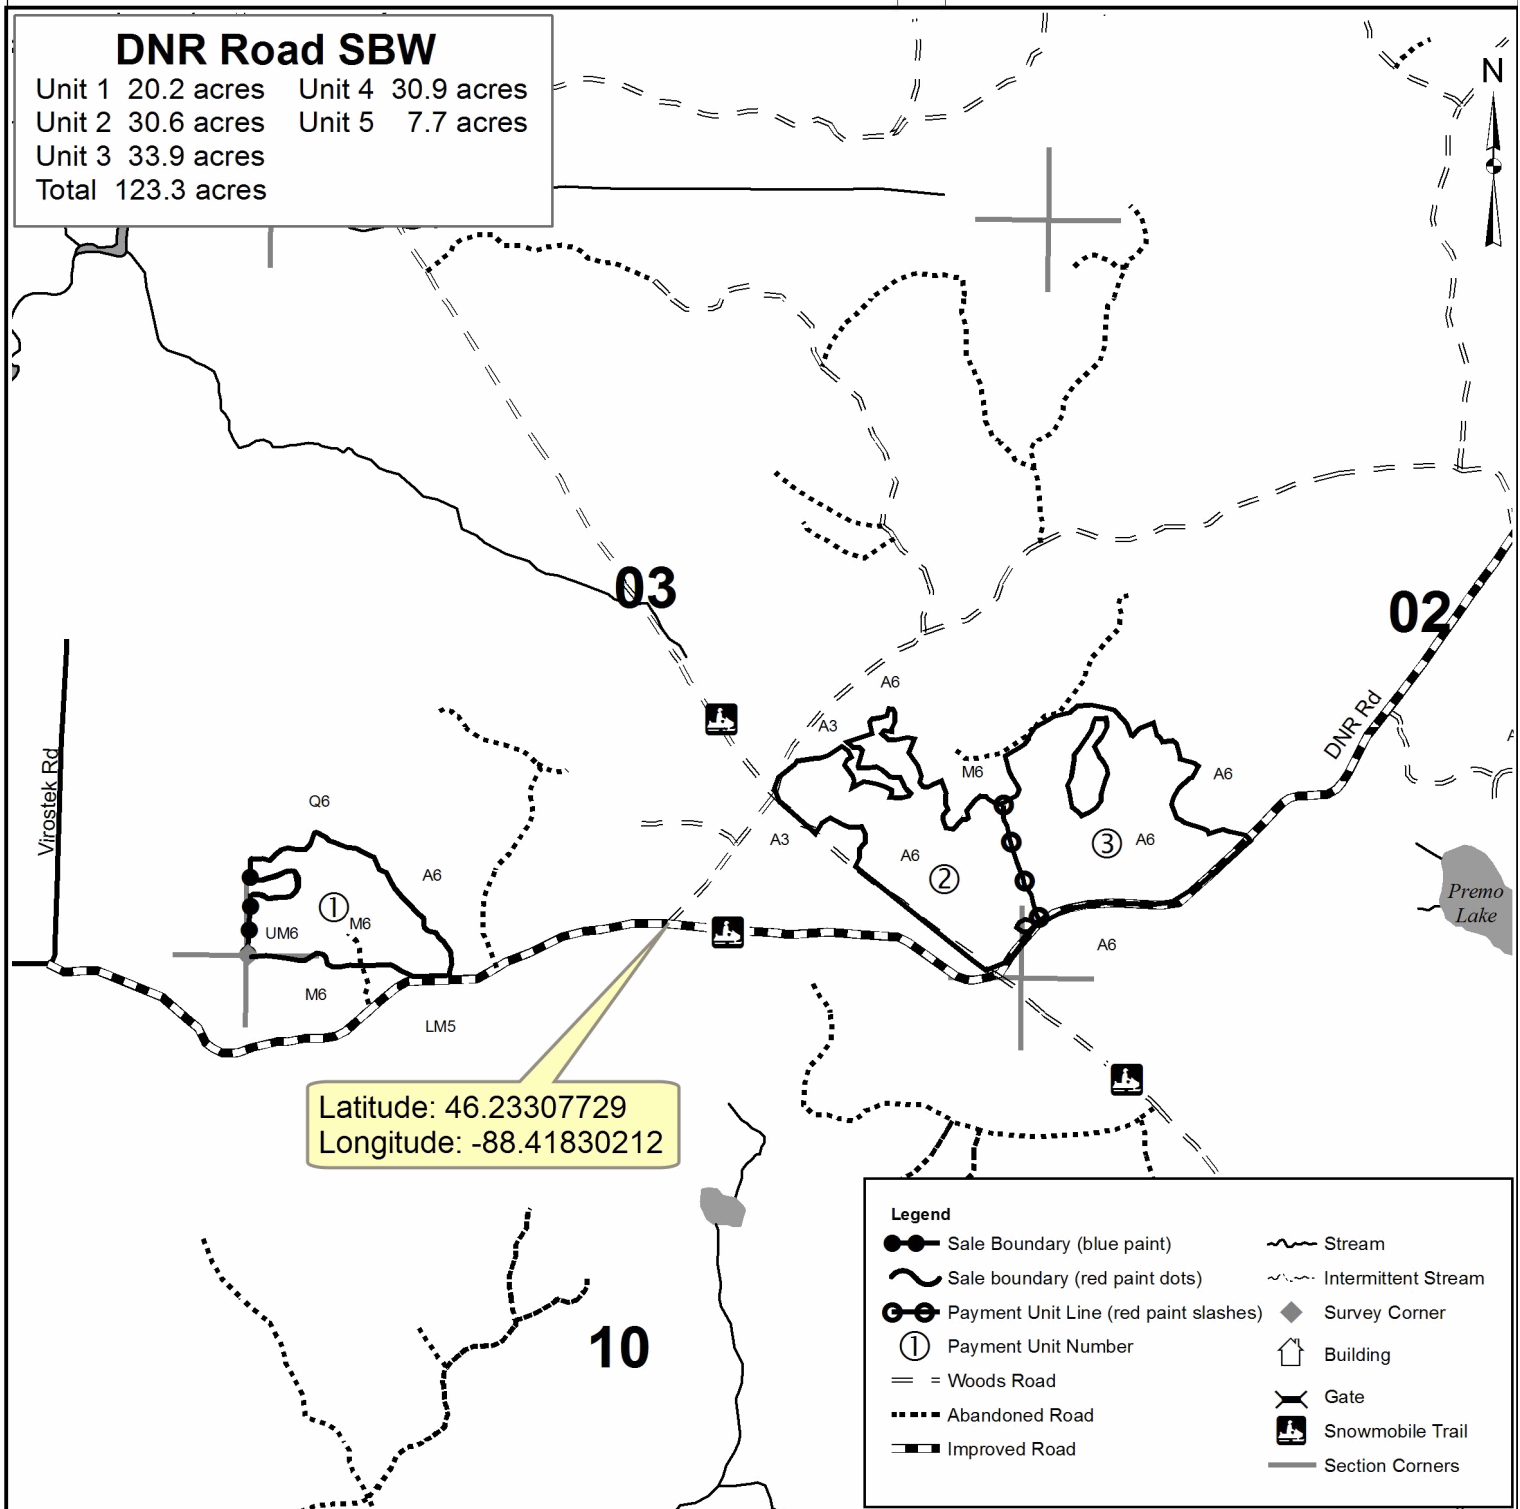 DNR Road SBW
Unit 1 20.2 acres Unit 4 30.9 acres
Unit 2 30.6 acres Unit 5 7.7 acres
Unit 3 33.9 acres
Total 123.3 acres
N
03
02
A6
A3
DNR Rd
M6
A6
Virostek Rd
Q6
A3
A6
3
A6
A6
2
Premo
Lake
1
M6
UM6
A6
M6
LM5
Latitude: 46.23307729
Longitude: -88.41830212
10
Legend
Sale Boundary (blue paint)
Sale boundary (red paint dots)
Payment Unit Line (red paint slashes)
1 Payment Unit Number
Woods Road
Abandoned Road
Improved Road
Stream
Intermittent Stream
Survey Corner
Building
Gate
Snowmobile Trail
Section Corners